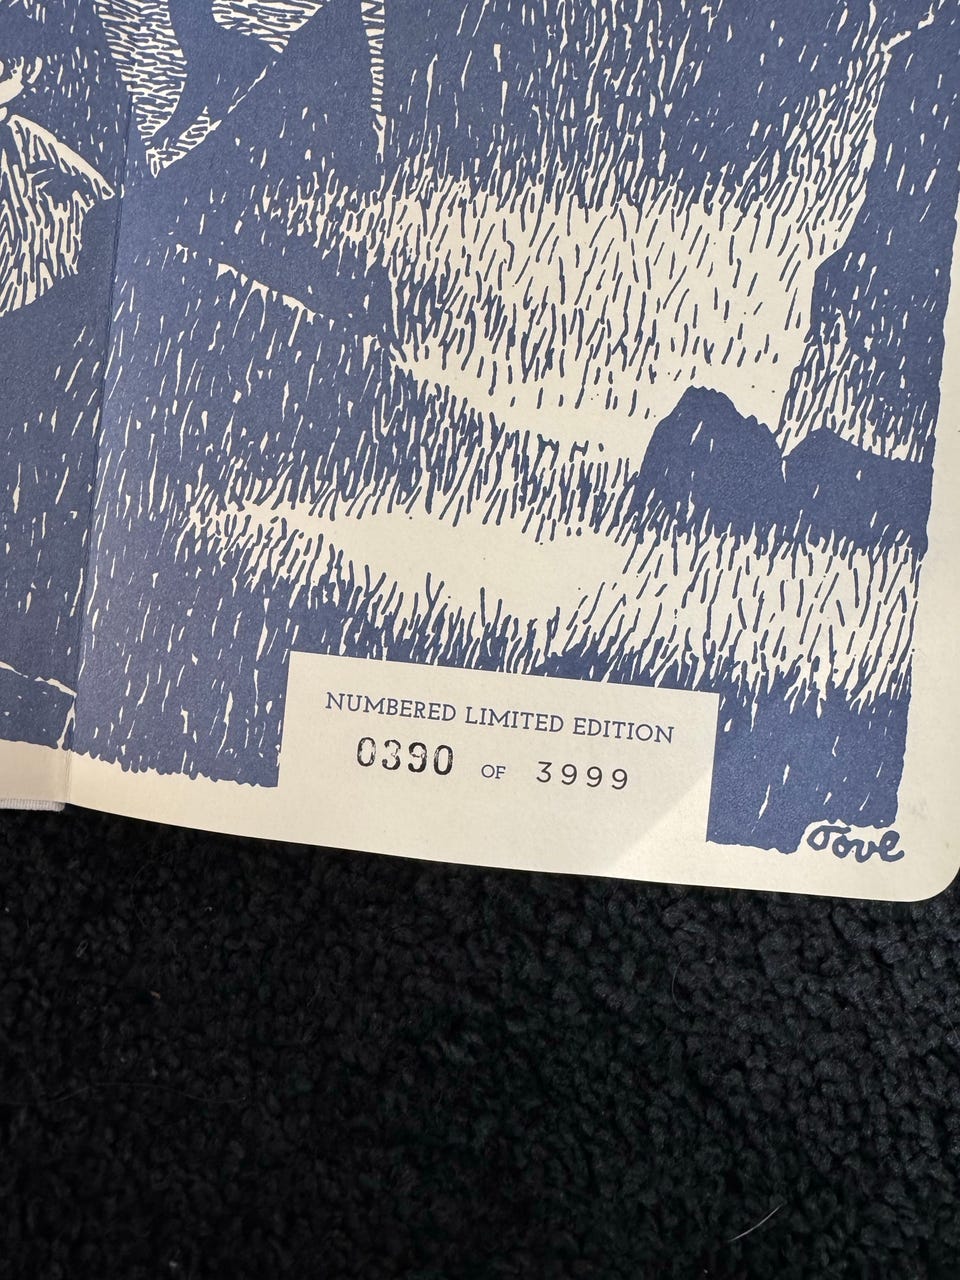 NUMBERED LIMITED EDITION
0390 OF 3999
Tove